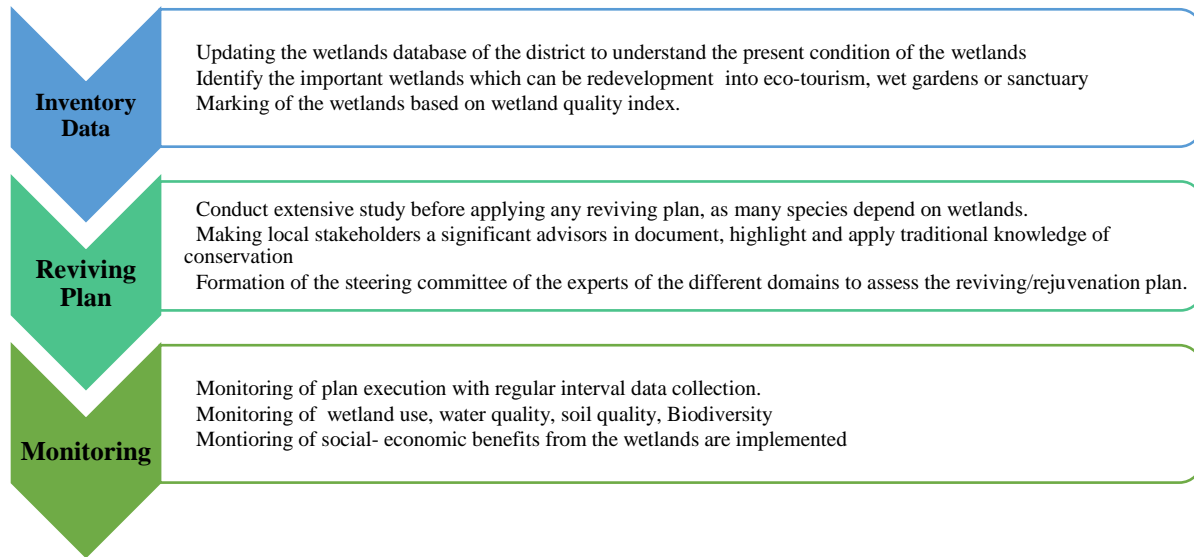 Inventory
Data
Updating the wetlands database of the district to understand the present condition of the wetlands
Identify the important wetlands which can be redevelopment into eco-tourism, wet gardens or sanctuary
Marking of the wetlands based on wetland quality index.
Reviving
Plan
Conduct extensive study before applying any reviving plan, as many species depend on wetlands.
Making local stakeholders a significant advisors in document, highlight and apply traditional knowledge of
conservation
Formation of the steering committee of the experts of the different domains to assess the reviving/rejuvenation plan.
Monitoring
Monitoring of plan execution with regular interval data collection.
Monitoring of wetland use, water quality, soil quality, Biodiversity
Montioring of social- economic benefits from the wetlands are implemented